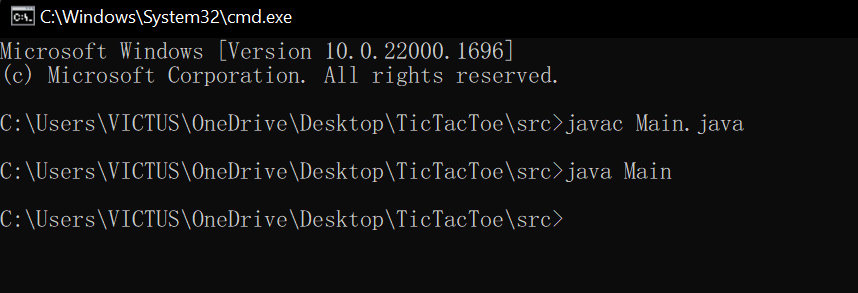 C:\Windows\System32\cmd.exe
Microsoft Windows [Version 10.0.22000.1696]
(c) Microsoft Corporation. All rights reserved.
C:\Users\VICTUS\OneDrive\Desktop\TicTacToe\src>javac Main.java
C:\Users\VICTUS\OneDrive\Desktop\TicTacToe\src>java Main
C:\Users\VICTUS\OneDrive\Desktop\TicTacToe\src>